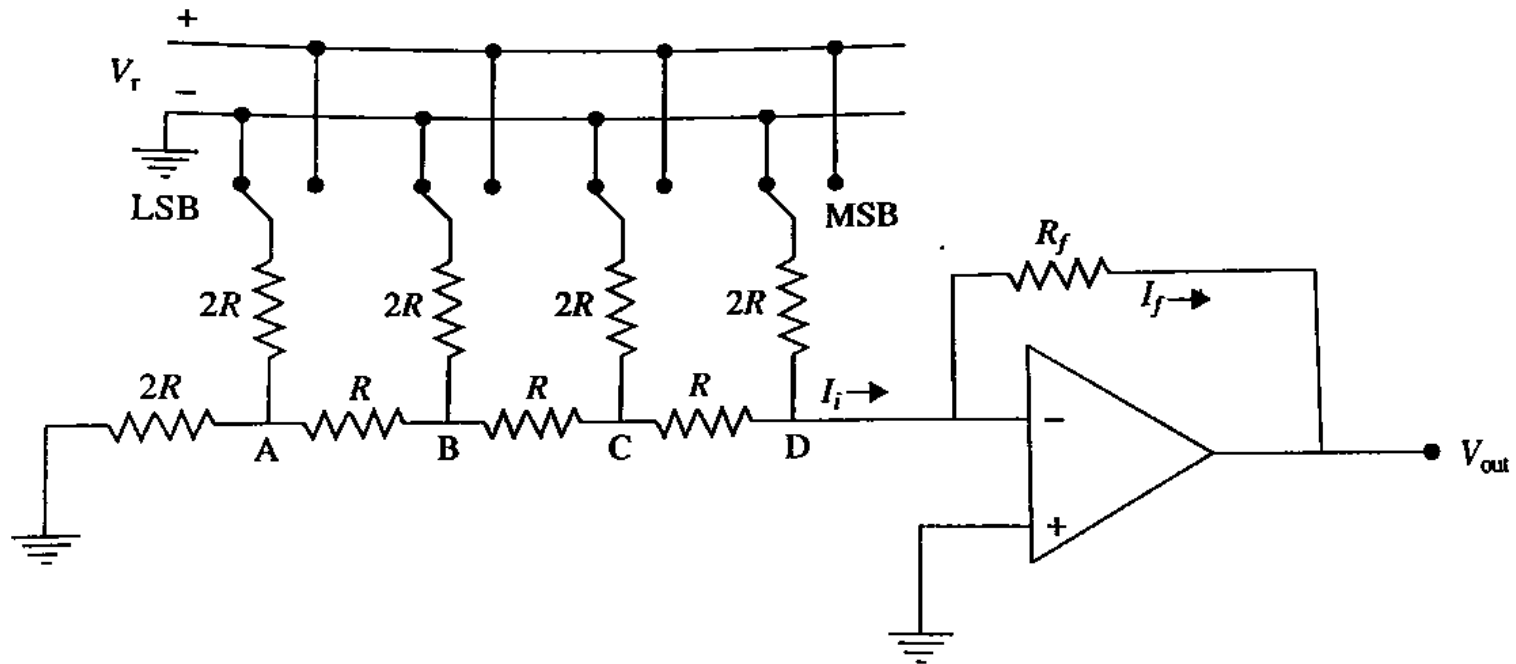 +
V_r
−
LSB
MSB
R_f
I_f
2R 2R 2R 2R
2R R R R I_i
A B C D
−
V_out
+